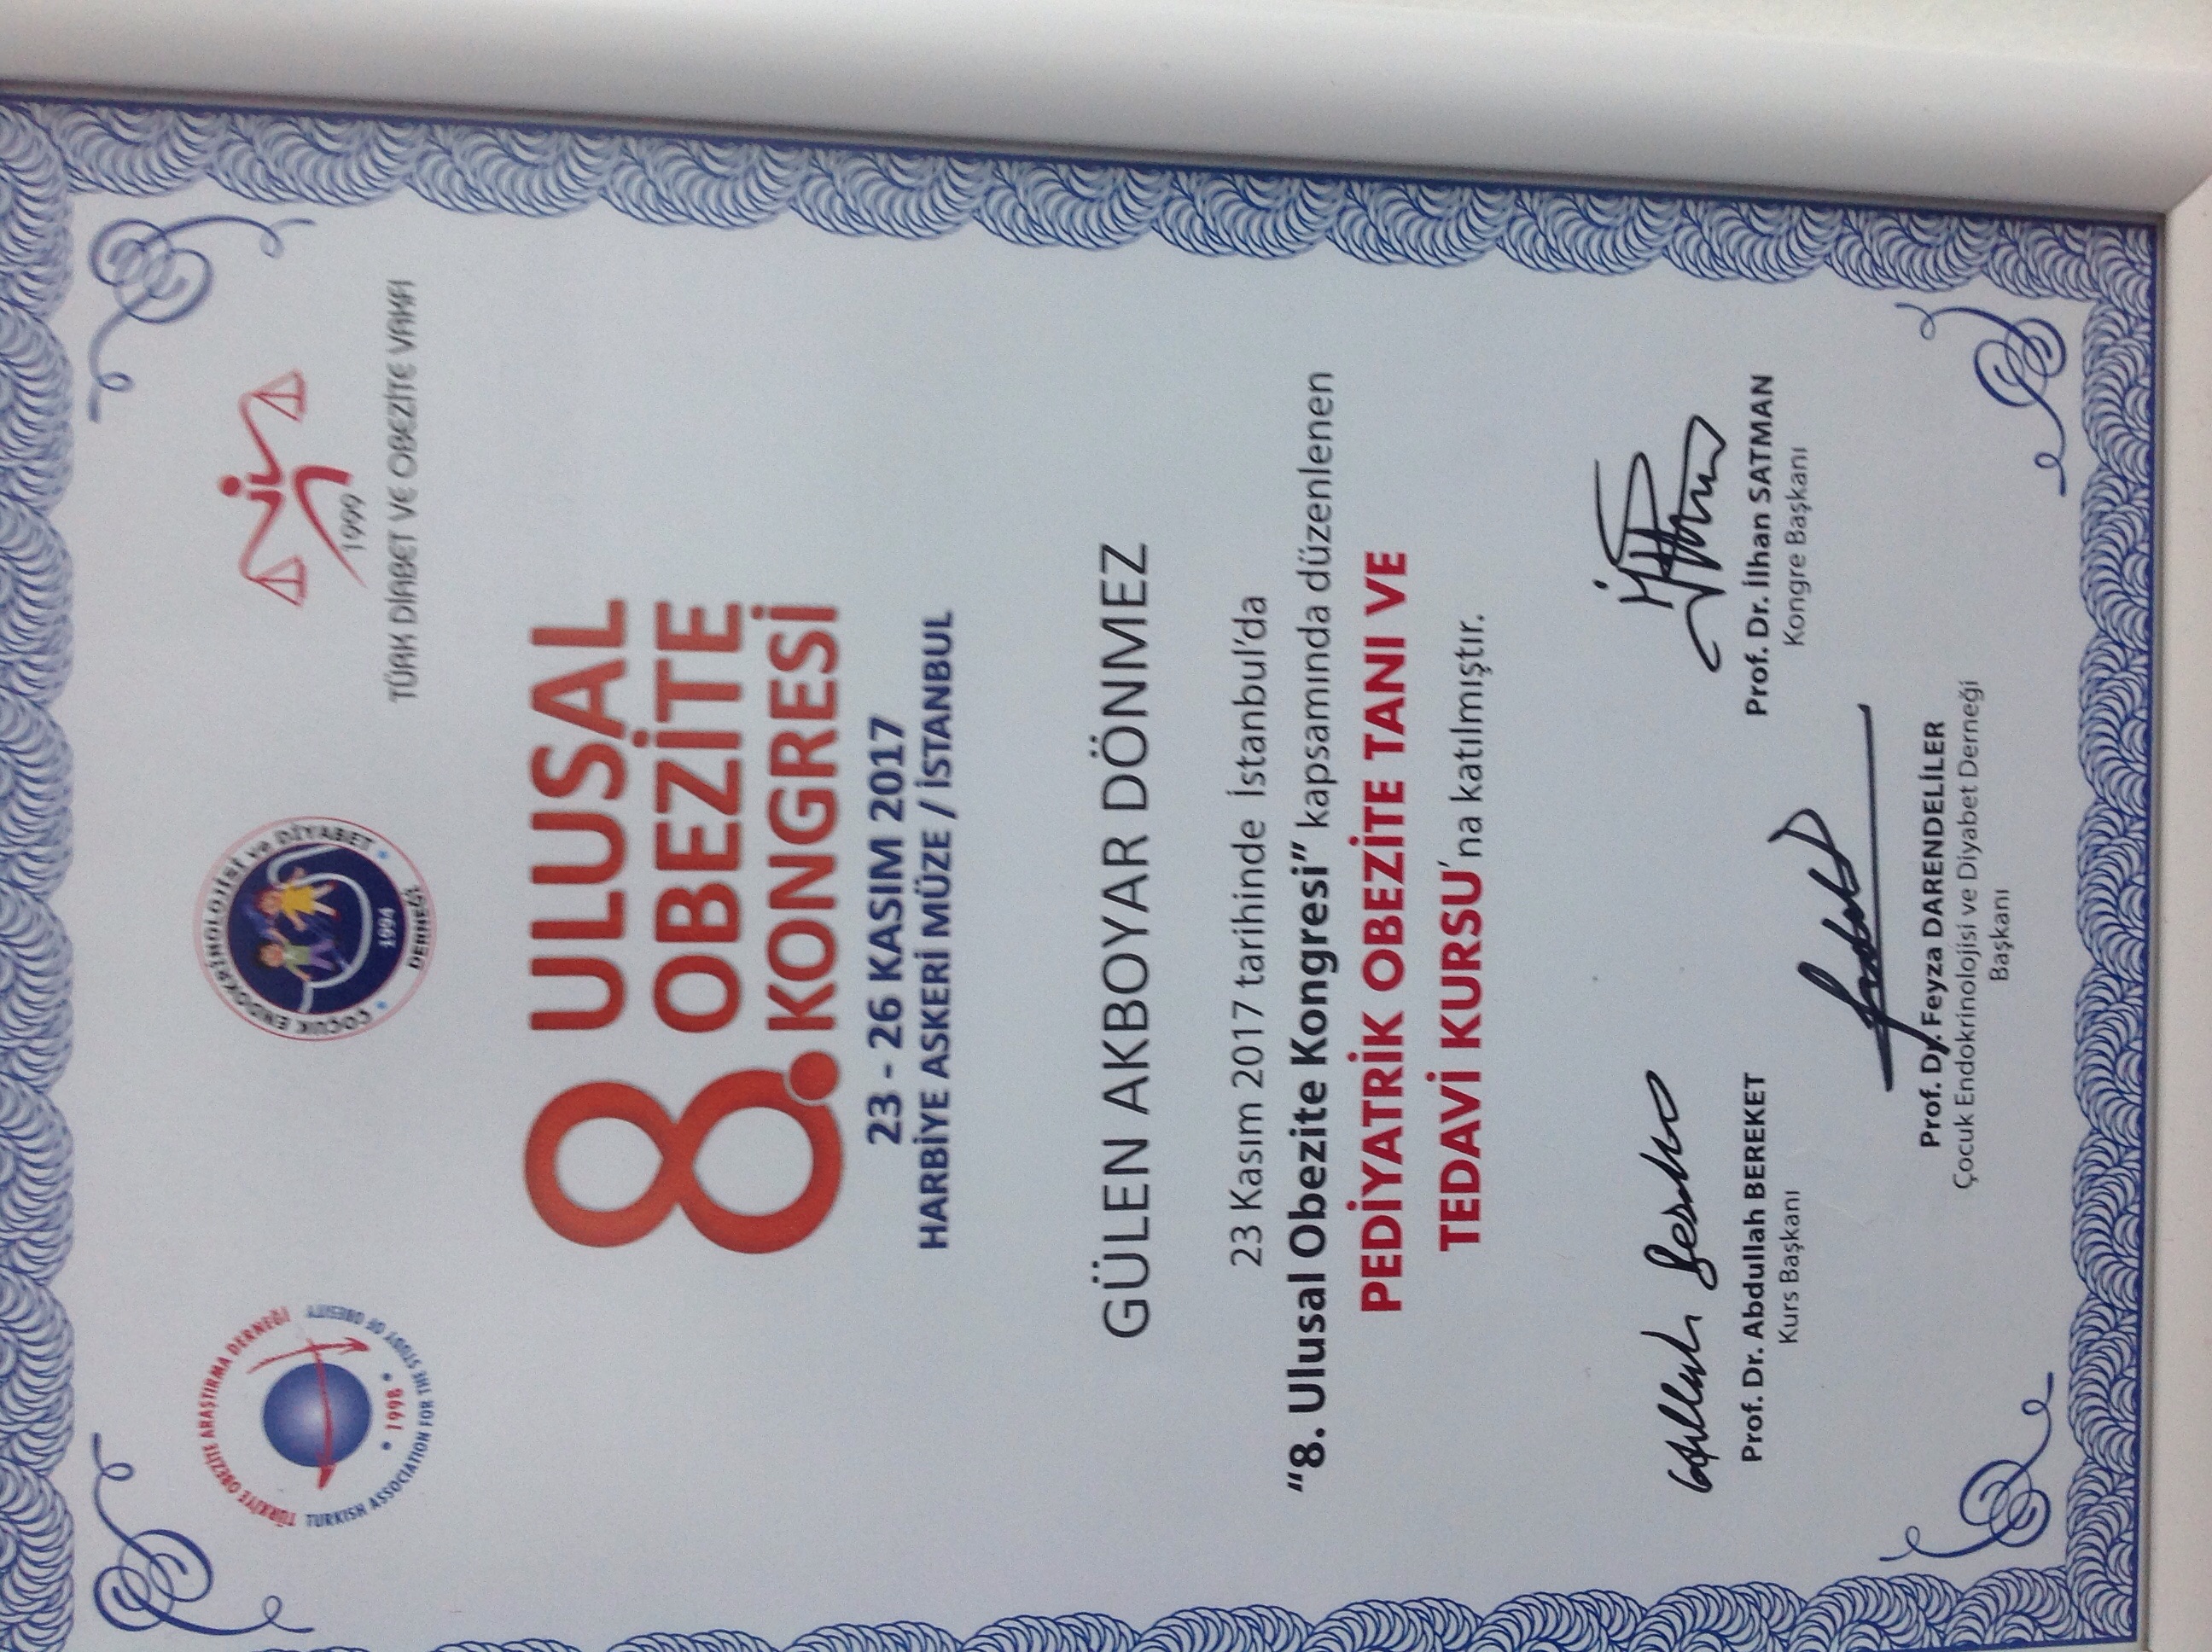 TÜRKİYE OBEZİTE ARAŞTIRMA DERNEĞİ
TURKISH ASSOCIATION FOR THE STUDY OF OBESITY
• 1998 •
ÇOCUK ENDOKRİNOLOJİSİ ve DİYABET
1994
DERNEĞİ
1999
TÜRK DİABET VE OBEZİTE VAKFI
8. ULUSAL
OBEZİTE
KONGRESİ
23 - 26 KASIM 2017
HARBİYE ASKERİ MÜZE / İSTANBUL
GÜLEN AKBOYAR DÖNMEZ
23 Kasım 2017 tarihinde İstanbul'da
“8. Ulusal Obezite Kongresi” kapsamında düzenlenen
PEDİYATRİK OBEZİTE TANI VE
TEDAVİ KURSU'na katılmıştır.
Prof. Dr. Abdullah BEREKET
Kurs Başkanı
Prof. Dr. İlhan SATMAN
Kongre Başkanı
Prof. Dr. Feyza DARENDELİLER
Çocuk Endokrinolojisi ve Diyabet Derneği
Başkanı